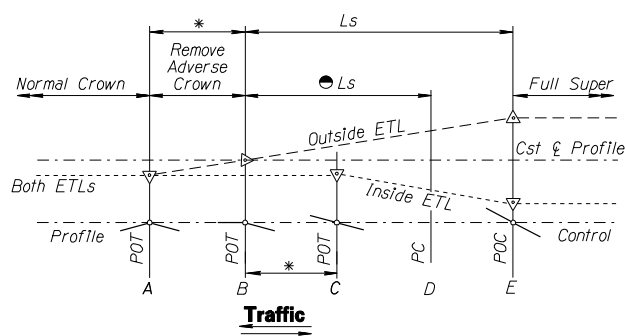 * Ls
Remove
Adverse
Crown
Normal Crown
Ls
Full Super
Outside ETL
Cst ℄ Profile
Both ETLs
Inside ETL
Profile
POT
POT
POT
PC
POC
Control
*
A B C D E
Traffic